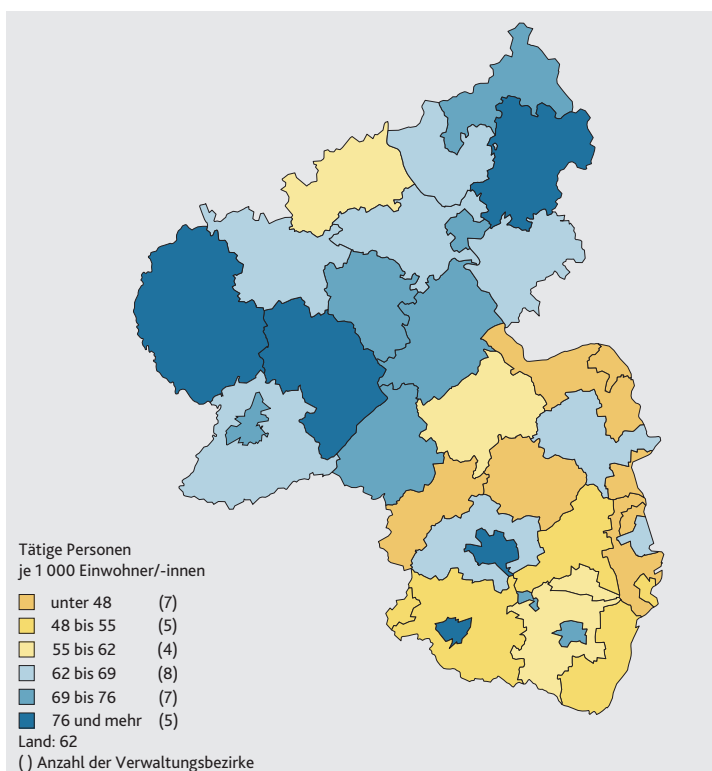 Tätige Personen
je 1 000 Einwohner/-innen
unter 48 (7)
48 bis 55 (5)
55 bis 62 (4)
62 bis 69 (8)
69 bis 76 (7)
76 und mehr (5)
Land: 62
( ) Anzahl der Verwaltungsbezirke